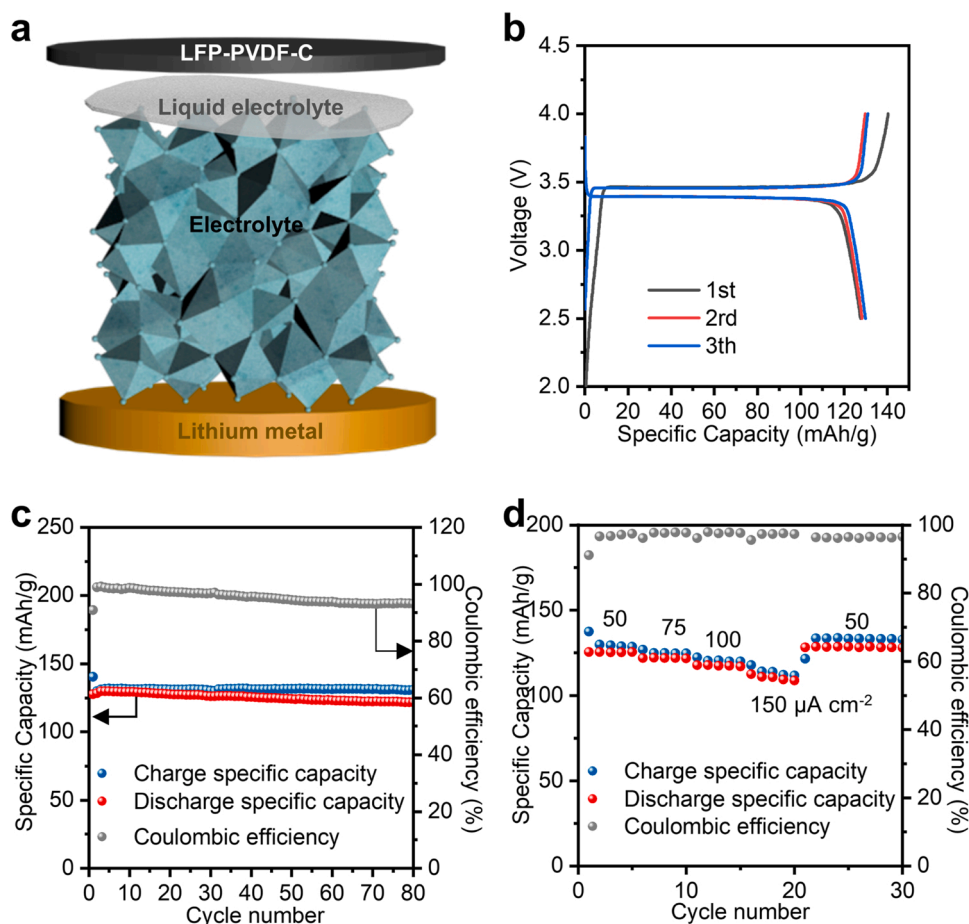 a
LFP-PVDF-C
Liquid electrolyte
Electrolyte
Lithium metal
b
4.5
4.0
3.5
3.0
2.5
2.0
Voltage (V)
1st
2rd
3th
0 20 40 60 80 100 120 140
Specific Capacity (mAh/g)
c
250
200
150
100
50
0
Specific Capacity (mAh/g)
120
100
80
60
40
20
0
Coulombic efficiency (%)
Charge specific capacity
Discharge specific capacity
Coulombic efficiency
0 10 20 30 40 50 60 70 80
Cycle number
d
200
150
100
50
0
Specific Capacity (mAh/g)
100
80
60
40
20
0
Coulombic efficiency (%)
50
75
100
150 μA cm-2
50
Charge specific capacity
Discharge specific capacity
Coulombic efficiency
0 10 20 30
Cycle number